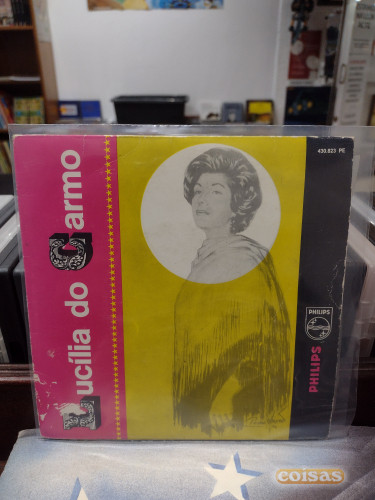 Lucília do Carmo
430.823 PE
PHILIPS
PHILIPS
coisas